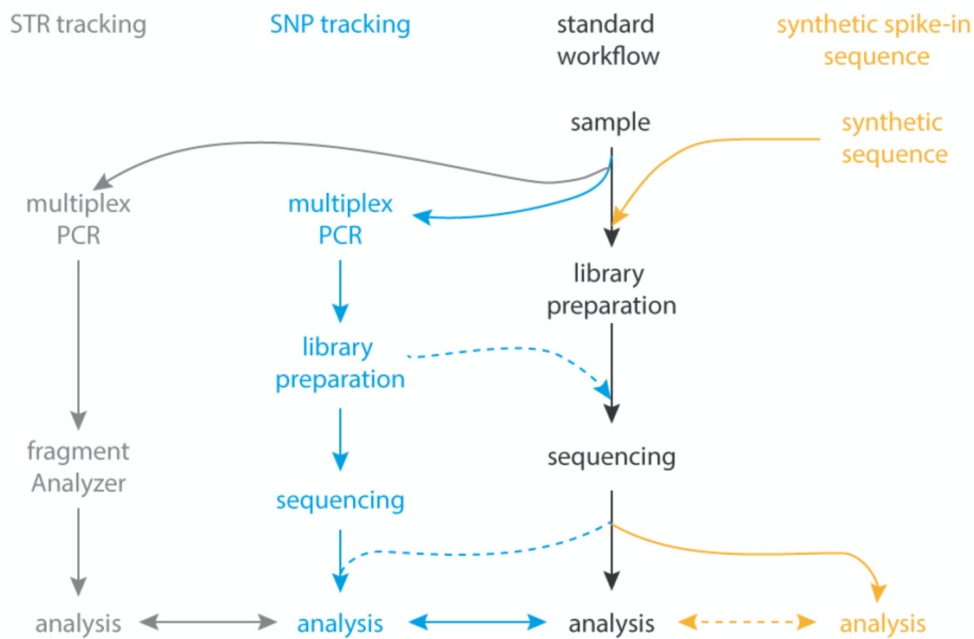 STR tracking
SNP tracking
standard
workflow
synthetic spike-in
sequence
sample
synthetic
sequence
multiplex
PCR
multiplex
PCR
library
preparation
library
preparation
fragment
Analyzer
sequencing
sequencing
analysis
analysis
analysis
analysis